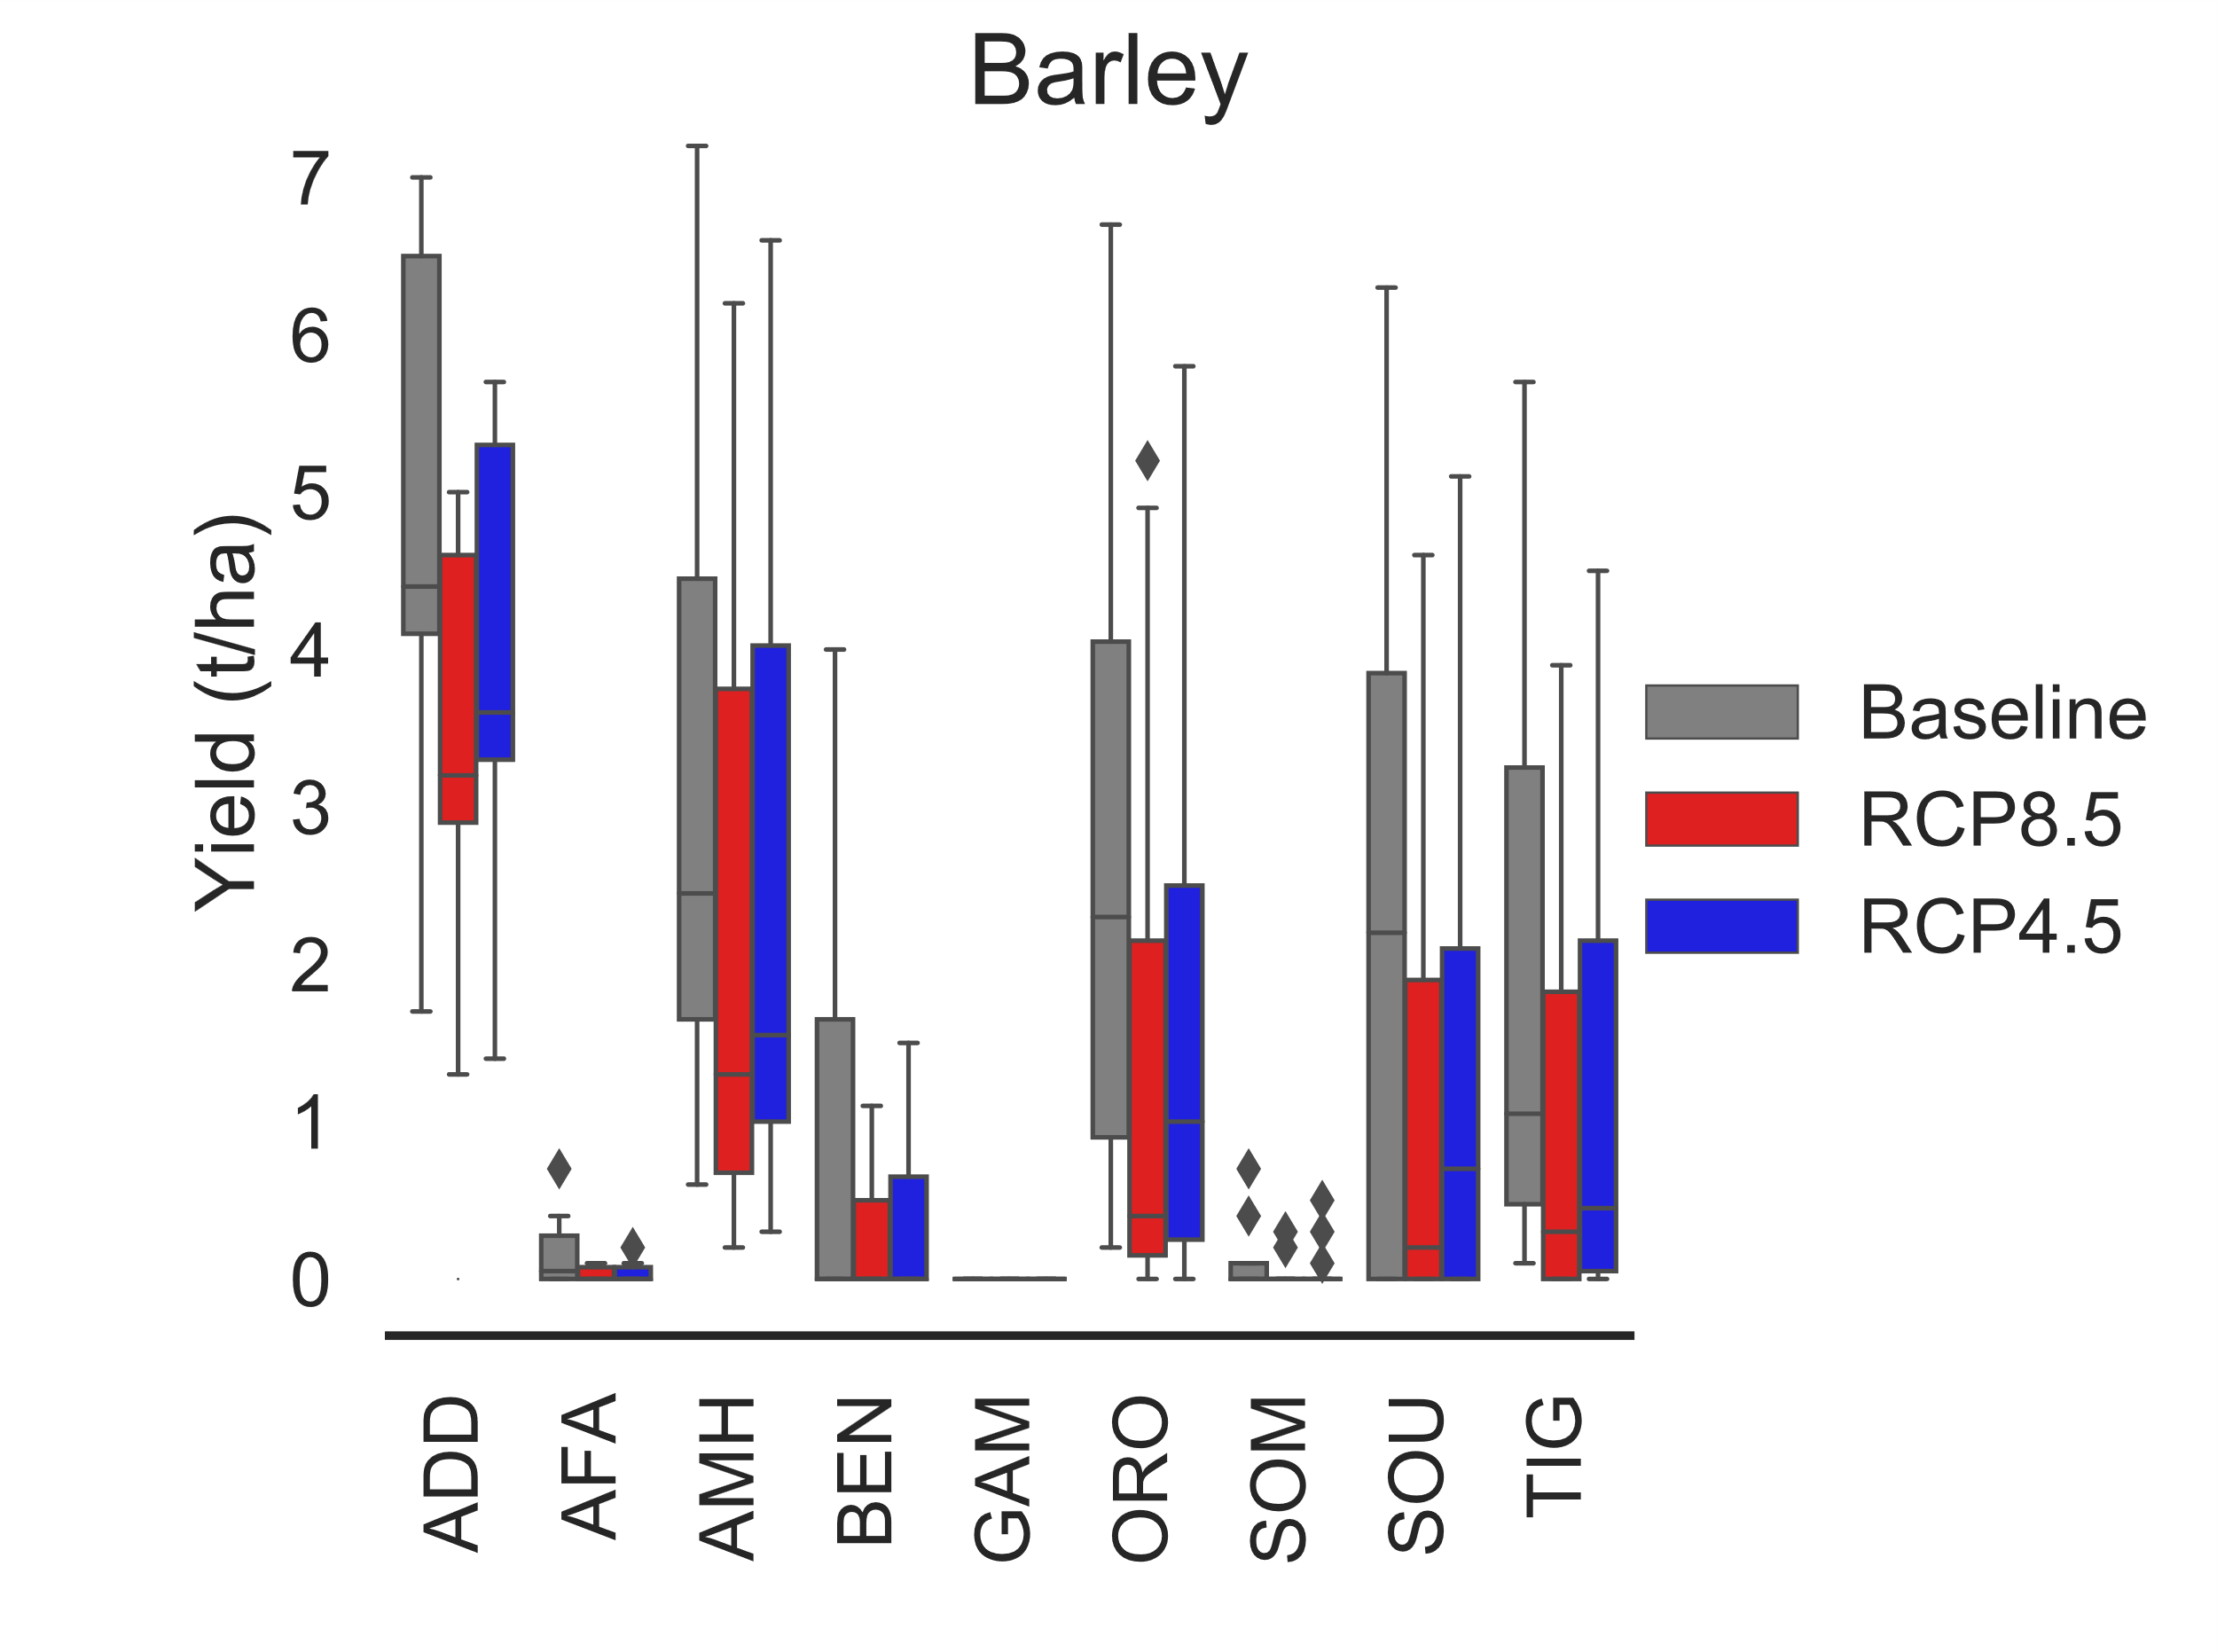 Barley
Yield (t/ha)
7
6
5
4
3
2
1
0
ADD
AFA
AMH
BEN
GAM
ORO
SOM
SOU
TIG
Baseline
RCP8.5
RCP4.5